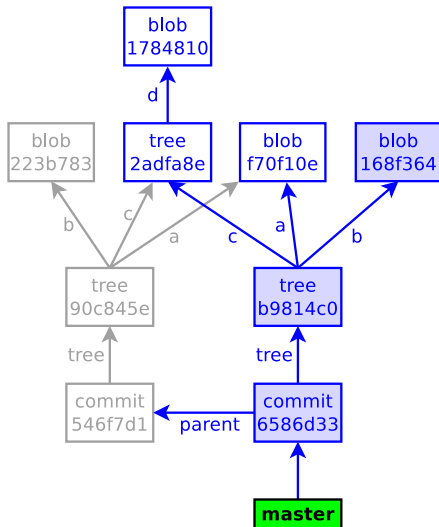 blob
1784810
d
blob
223b783
tree
2adfa8e
blob
f70f10e
blob
168f364
b
c
a
c
a
b
tree
90c845e
tree
b9814c0
tree
tree
commit
546f7d1
parent
commit
6586d33
master